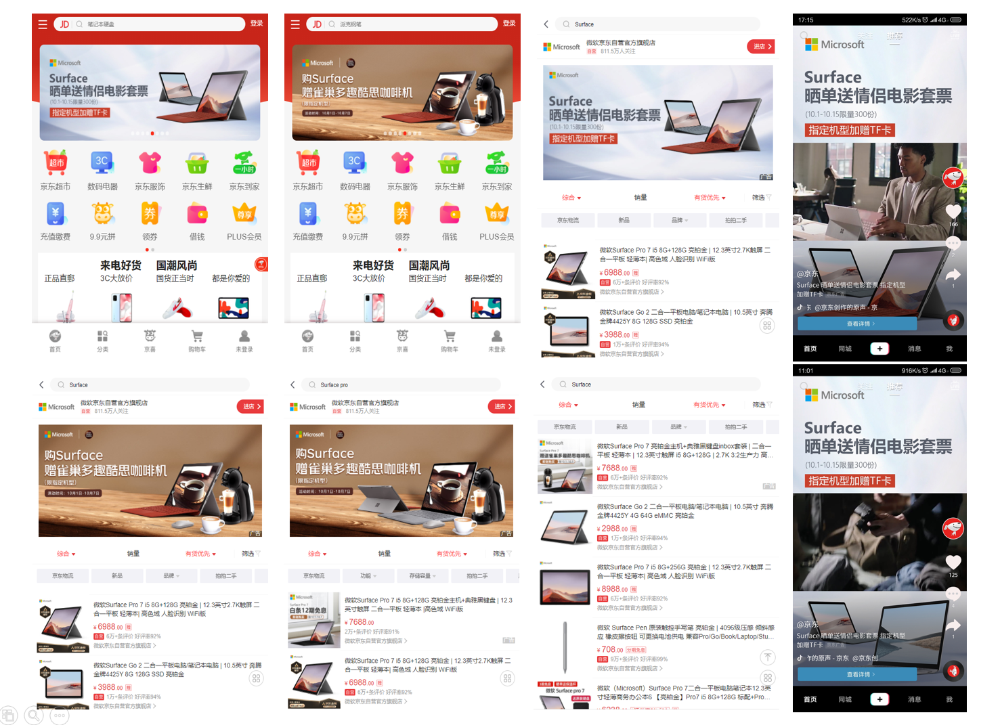 JD 笔记本硬盘 登录
Microsoft
Surface
晒单送情侣电影套票
(10.1-10.15限量300份)
指定机型加赠TF卡
超市 3C 一小时
京东超市 数码电器 京东服饰 京东生鲜 京东到家
¥ 券 尊享
充值缴费 9.9元拼 领券 借钱 PLUS会员
来电好货 国潮风尚
正品直邮 3C大放价 国货正当时 都是你爱的
首页 分类 京喜 购物车 未登录
JD 派克钢笔 登录
Microsoft
购Surface
赠雀巢多趣酷思咖啡机
(限指定机型)
活动时间：10月1日-10月7日
超市 3C 一小时
京东超市 数码电器 京东服饰 京东生鲜 京东到家
¥ 券 尊享
充值缴费 9.9元拼 领券 借钱 PLUS会员
来电好货 国潮风尚
正品直邮 3C大放价 国货正当时 都是你爱的
首页 分类 京喜 购物车 未登录
Surface
Microsoft 微软京东自营官方旗舰店 进店
自营 811.5万人关注
Microsoft
Surface
晒单送情侣电影套票
(10.1-10.15限量300份)
指定机型加赠TF卡
广告
综合 销量 有货优先 筛选
京东物流 新品 品牌 拍拍二手
微软Surface Pro 7 i5 8G+128G 亮铂金 | 12.3英寸2.7K触屏 二
合一平板 轻薄本| 高色域 人脸识别 WiFi版
¥ 6988.00 赠
自营 6万+条评价 好评率92%
微软京东自营官方旗舰店
微软Surface Go 2 二合一平板电脑/笔记本电脑 | 10.5英寸 奔腾
金牌4425Y 8G 128G SSD 亮铂金
¥ 3988.00 赠
自营 1万+条评价 好评率94%
微软京东自营官方旗舰店
17:15 522K/s 4G
关注 推荐
Microsoft
Surface
晒单送情侣电影套票
(10.1-10.15限量300份)
指定机型加赠TF卡
166
2
@京东
Surface 晒单送情侣电影套票 指定机型
加赠TF卡
1
卡 @京东创作的原声 - 京
查看详情
首页 同城 + 消息 我
Surface
Microsoft 微软京东自营官方旗舰店 进店
自营 811.5万人关注
Microsoft
购Surface
赠雀巢多趣酷思咖啡机
(限指定机型)
活动时间：10月1日-10月7日
广告
综合 销量 有货优先 筛选
京东物流 新品 品牌 拍拍二手
微软Surface Pro 7 i5 8G+128G 亮铂金 | 12.3英寸2.7K触屏 二
合一平板 轻薄本| 高色域 人脸识别 WiFi版
¥ 6988.00 赠
自营 6万+条评价 好评率92%
微软京东自营官方旗舰店
微软Surface Go 2 二合一平板电脑/笔记本电脑 | 10.5英寸 奔腾
金牌4425Y 8G 128G SSD 亮铂金
¥ 3988.00 赠
自营 1万+条评价 好评率94%
微软京东自营官方旗舰店
Surface pro
Microsoft 微软京东自营官方旗舰店 进店
自营 811.5万人关注
Microsoft
购Surface
赠雀巢多趣酷思咖啡机
(限指定机型)
活动时间：10月1日-10月7日
广告
综合 销量 有货优先 筛选
京东物流 功能 存储容量 拍拍二手
Microsoft
Surface Pro 7
白条12期免息
微软Surface Pro 7 i5 8G+128G 亮铂金主机+典雅黑键盘 | 12.3
英寸触屏 二合一平板 轻薄本 |高色域 WiFi版
¥ 7688.00
2万+条评价 好评率91%
微软京东自营官方旗舰店
广告
微软Surface Pro 7 i5 8G+128G 亮铂金 | 12.3英寸2.7K触屏 二
合一平板 轻薄本| 高色域 人脸识别 WiFi版
¥ 6988.00 赠
自营 6万+条评价 好评率92%
微软京东自营官方旗舰店
Surface
综合 销量 有货优先 筛选
京东物流 新品 品牌 拍拍二手
Microsoft
Surface Pro 7
赠送雀巢多趣酷思咖啡机
微软Surface Pro 7 亮铂金主机+典雅黑键盘inbox套装 | 二合一
平板 轻薄本 | 12.3英寸触屏 i5 8G+128G | 2.7K 3:2生产力 高...
¥ 7688.00 赠
自营 6万+条评价 好评率92%
微软京东自营官方旗舰店
广告
微软Surface Go 2 二合一平板电脑/笔记本电脑 | 10.5英寸 奔腾
金牌4425Y 4G 64G eMMC 亮铂金
¥ 2988.00 赠
自营 1万+条评价 好评率94%
微软京东自营官方旗舰店
微软Surface Pro 7 i5 8G+256G 亮铂金 | 12.3英寸2.7K触屏 二
合一平板 轻薄本| 高色域 人脸识别 WiFi版
¥ 8988.00 赠
自营 6万+条评价 好评率92%
微软京东自营官方旗舰店
微软 Surface Pen 原装触控手写笔 亮铂金 | 4096级压感 倾斜感
应 橡皮擦按钮 可更换电池供电 兼容Pro/Go/Book/Laptop/Stu...
¥ 708.00 分期免息
自营 9万+条评价 好评率99%
微软京东自营官方旗舰店
微软 Surface pro 7
微软（Microsoft）Surface Pro 7二合一平板电脑笔记本12.3英
寸轻薄商务办公本6 【亮铂金】Pro7 i5 8G+128G 标配+Pro...
11:01 916K/s 4G
关注 推荐
Microsoft
Surface
晒单送情侣电影套票
(10.1-10.15限量300份)
指定机型加赠TF卡
125
4
@京东
Surface 晒单送情侣电影套票 指定机型
加赠TF卡
1
乍的原声 - 京东 @京东创
查看详情
首页 同城 + 消息 我